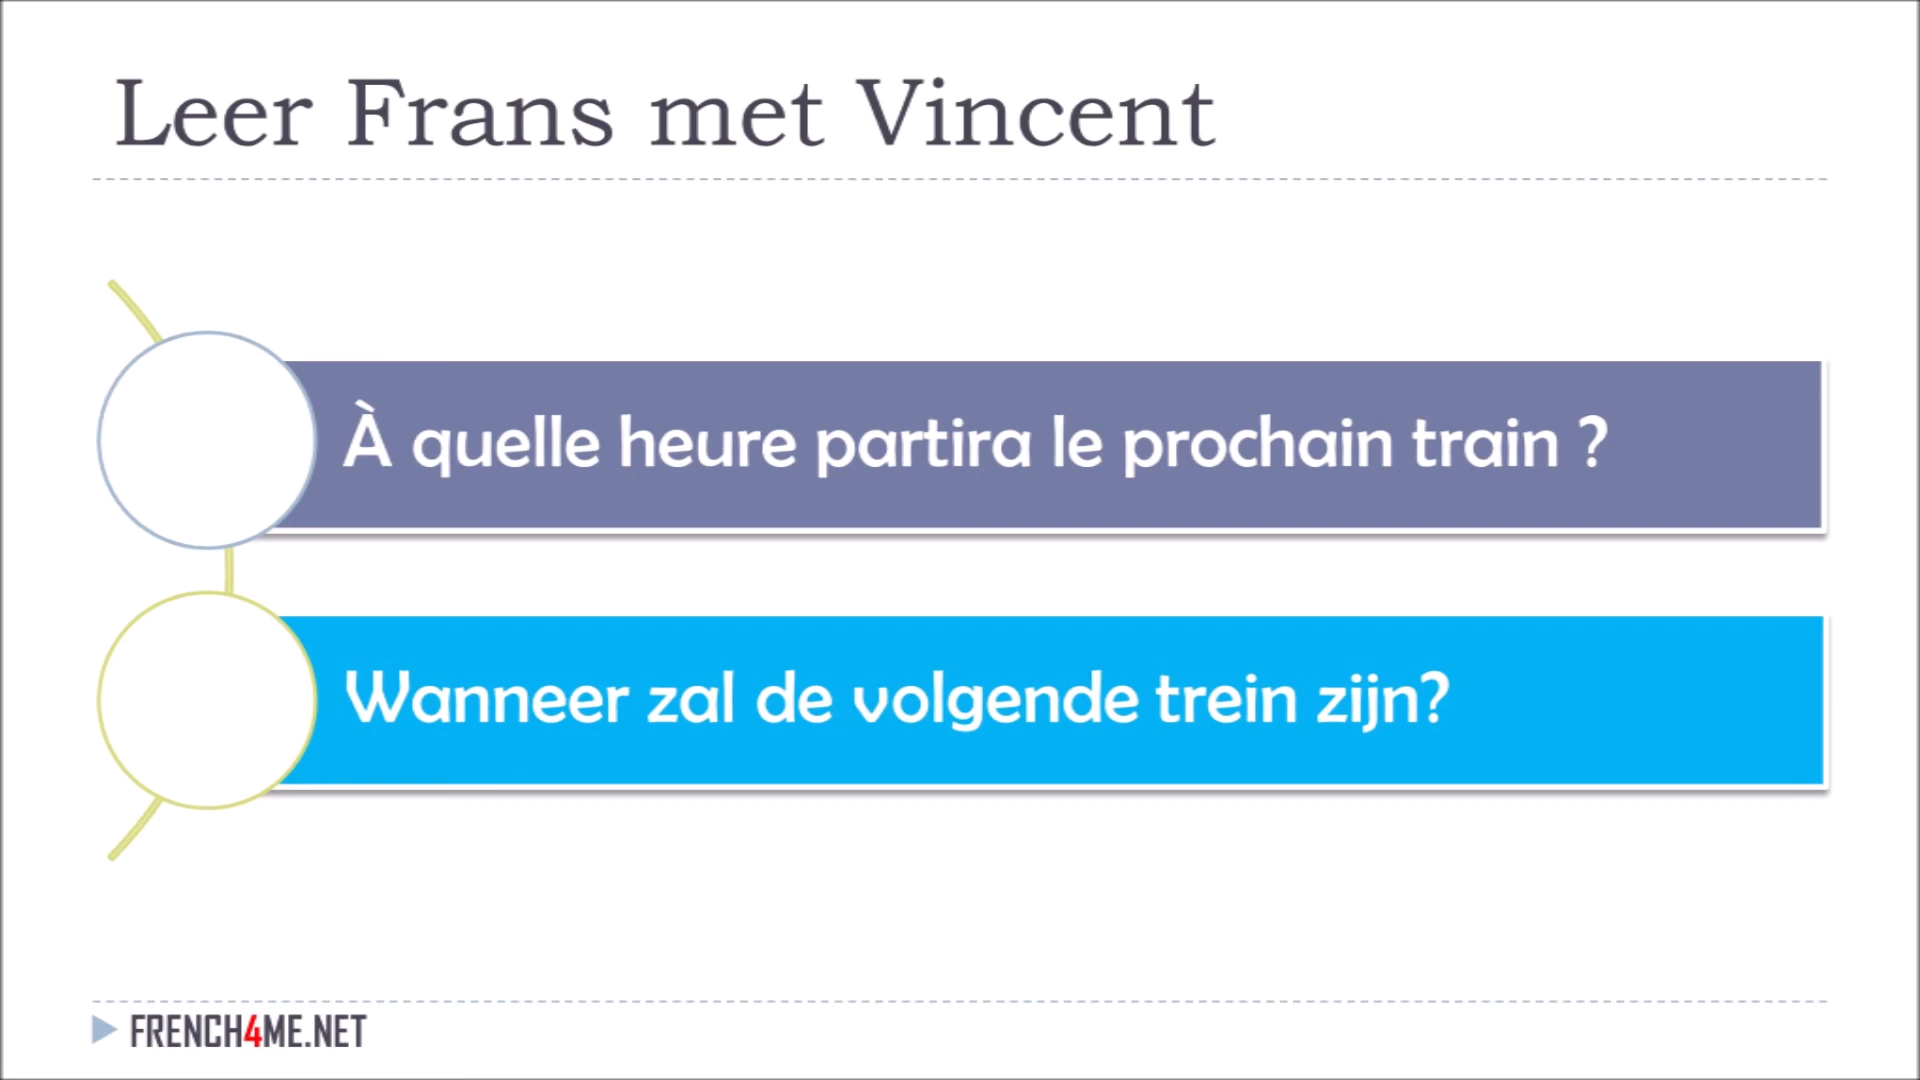 Leer Frans met Vincent
À quelle heure partira le prochain train ?
Wanneer zal de volgende trein zijn?
FRENCH4ME.NET